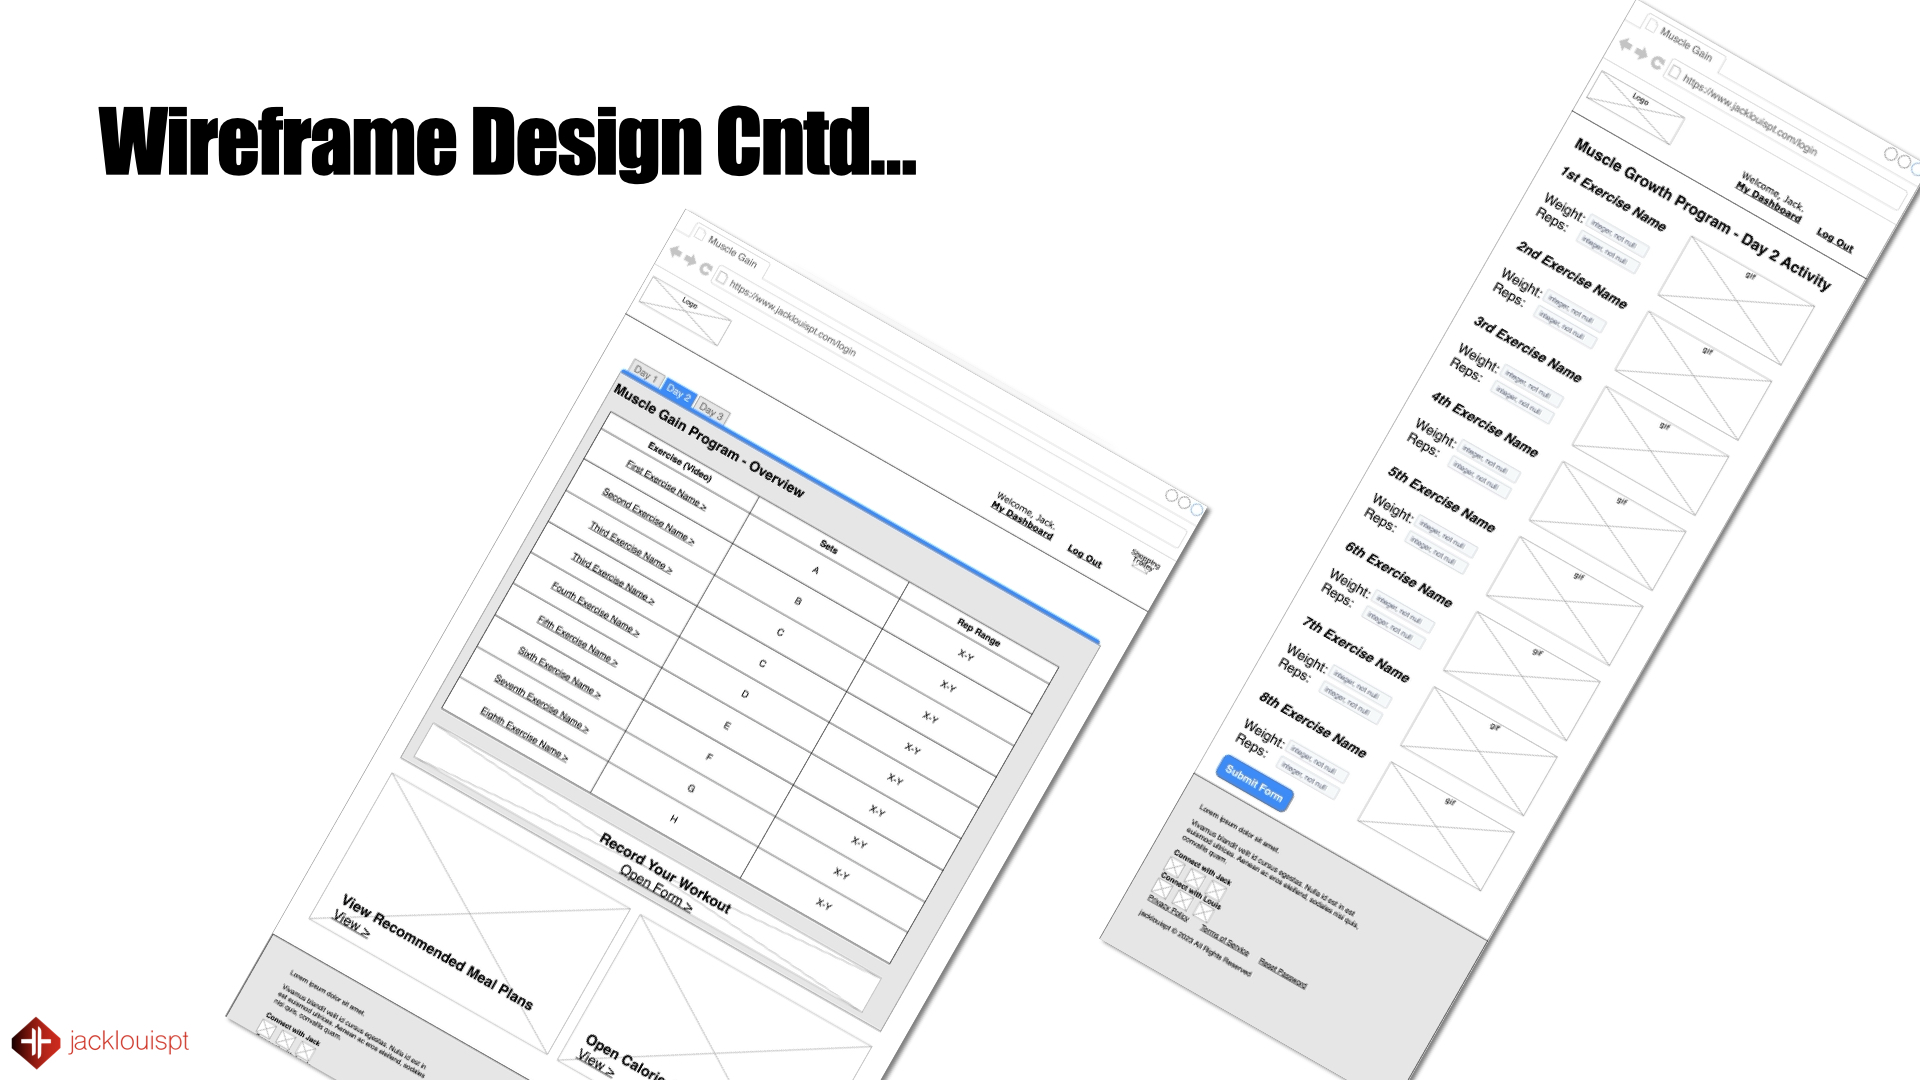 Wireframe Design Cntd...
Muscle Gain
https://www.jacklouispt.com/login
Logo
Welcome, Jack.
My Dashboard
Log Out
Shopping
Trolley
Day 1
Day 2
Day 3
Muscle Gain Program - Overview
Exercise (Video)
Sets
Rep Range
First Exercise Name >
A
X-Y
Second Exercise Name >
B
X-Y
Third Exercise Name >
C
X-Y
Third Exercise Name >
C
X-Y
Fourth Exercise Name >
D
X-Y
Fifth Exercise Name >
E
X-Y
Sixth Exercise Name >
F
X-Y
Seventh Exercise Name >
G
X-Y
Eighth Exercise Name >
H
X-Y
Record Your Workout
Open Form >
View Recommended Meal Plans
View >
Open Calorie
View >
Lorem ipsum dolor sit amet.
Vivamus blandit velit id cursus egestas. Nulla id est in
est euismod ultrices. Aenean ac eros eleifend, sodales
nisl quis, convallis quam.
Connect with Jack
Muscle Gain
https://www.jacklouispt.com/login
Logo
Welcome, Jack.
My Dashboard
Log Out
Muscle Growth Program - Day 2 Activity
1st Exercise Name
Weight: integer, not null
Reps: integer, not null
gif
2nd Exercise Name
Weight: integer, not null
Reps: integer, not null
gif
3rd Exercise Name
Weight: integer, not null
Reps: integer, not null
gif
4th Exercise Name
Weight: integer, not null
Reps: integer, not null
gif
5th Exercise Name
Weight: integer, not null
Reps: integer, not null
gif
6th Exercise Name
Weight: integer, not null
Reps: integer, not null
gif
7th Exercise Name
Weight: integer, not null
Reps: integer, not null
gif
8th Exercise Name
Weight: integer, not null
Reps: integer, not null
gif
Submit Form
Lorem ipsum dolor sit amet.
Vivamus blandit velit id cursus egestas. Nulla id est in est
euismod ultrices. Aenean ac eros eleifend, sodales nisl quis,
convallis quam.
Connect with Jack
Connect with Louis
Privacy Policy
Terms of Service
Reset Password
jacklouispt © 2023 All Rights Reserved
jacklouispt